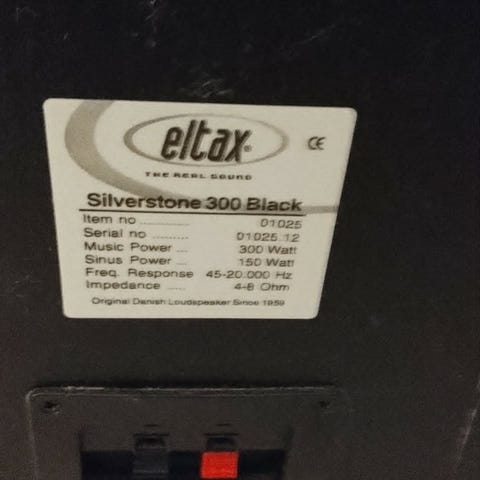 eltax®
CE
THE REAL SOUND
Silverstone 300 Black
Item no .......... 01025
Serial no ......... 01025 12
Music Power ... 300 Watt
Sinus Power .... 150 Watt
Freq. Response 45-20.000 Hz
Impedance ..... 4-8 Ohm
Original Danish Loudspeaker Since 1959